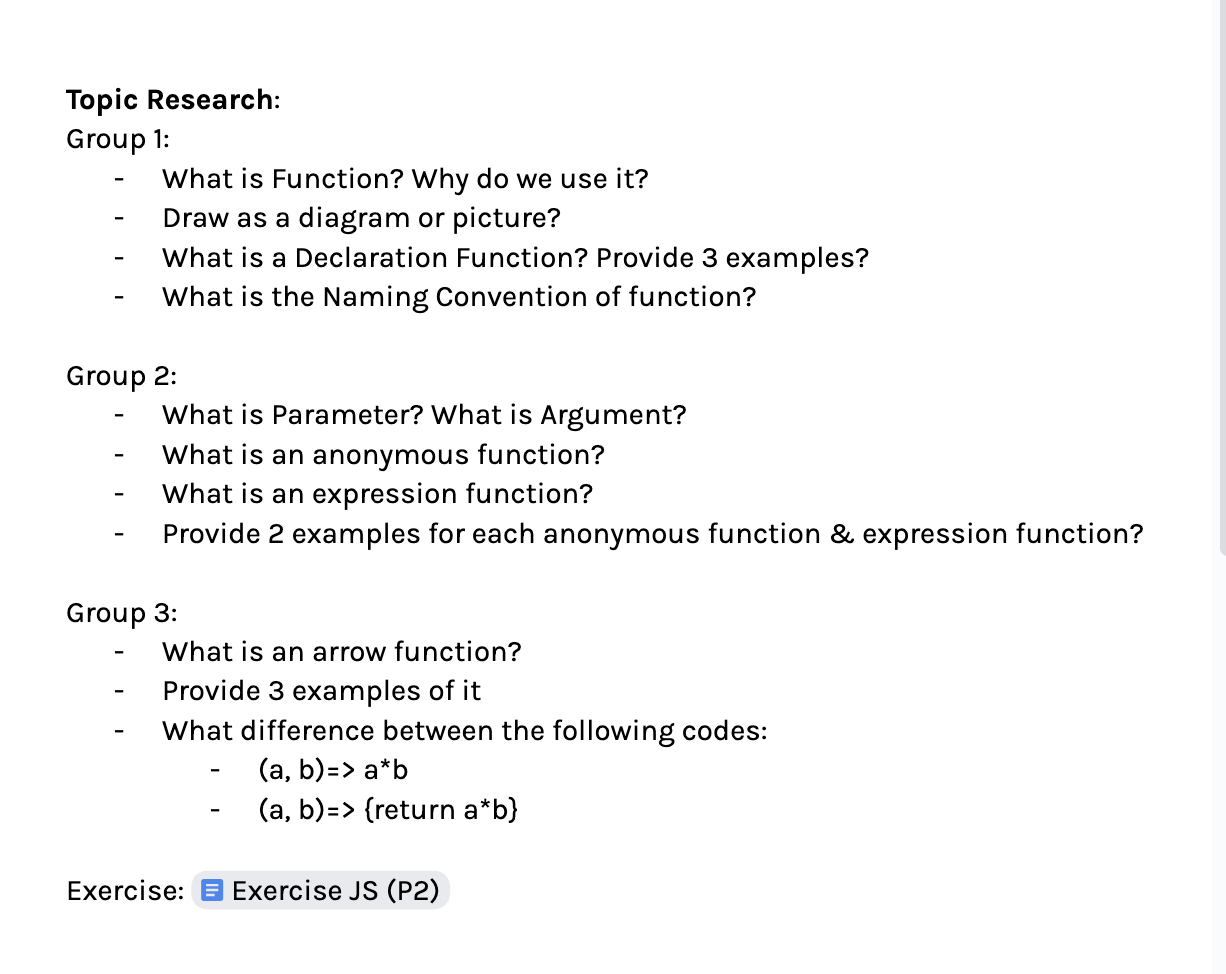 Topic Research:
Group 1:
- What is Function? Why do we use it?
- Draw as a diagram or picture?
- What is a Declaration Function? Provide 3 examples?
- What is the Naming Convention of function?
Group 2:
- What is Parameter? What is Argument?
- What is an anonymous function?
- What is an expression function?
- Provide 2 examples for each anonymous function & expression function?
Group 3:
- What is an arrow function?
- Provide 3 examples of it
- What difference between the following codes:
- (a, b)=> a*b
- (a, b)=> {return a*b}
Exercise: Exercise JS (P2)